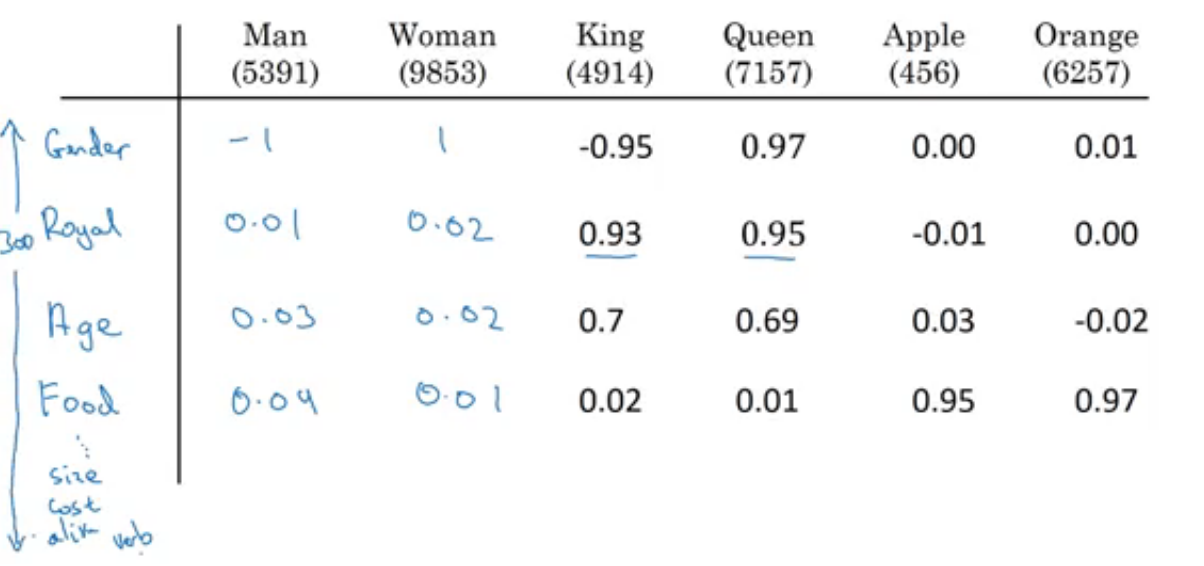 Man Woman King Queen Apple Orange
(5391) (9853) (4914) (7157) (456) (6257)
Gender -1 1 -0.95 0.97 0.00 0.01
300 Royal 0.01 0.02 0.93 0.95 -0.01 0.00
Age 0.03 0.02 0.7 0.69 0.03 -0.02
Food 0.04 0.01 0.02 0.01 0.95 0.97
size
cost
verb